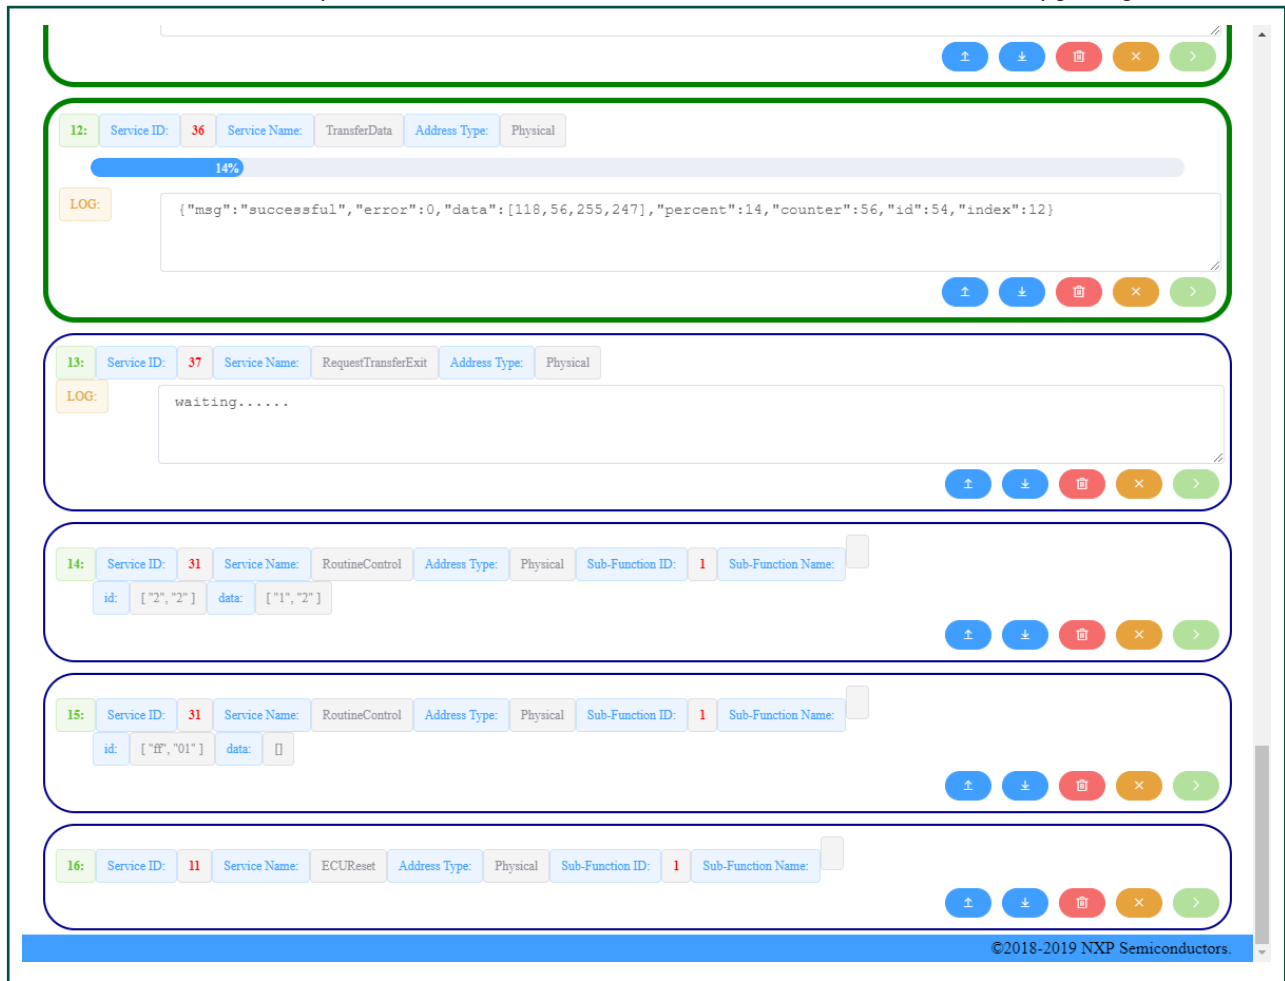 12: Service ID: 36 Service Name: TransferData Address Type: Physical
14%
LOG: {"msg":"successful","error":0,"data":[118,56,255,247],"percent":14,"counter":56,"id":54,"index":12}
13: Service ID: 37 Service Name: RequestTransferExit Address Type: Physical
LOG: waiting......
14: Service ID: 31 Service Name: RoutineControl Address Type: Physical Sub-Function ID: 1 Sub-Function Name:
id: [ "2", "2" ] data: [ "1", "2" ]
15: Service ID: 31 Service Name: RoutineControl Address Type: Physical Sub-Function ID: 1 Sub-Function Name:
id: [ "ff", "01" ] data: []
16: Service ID: 11 Service Name: ECUReset Address Type: Physical Sub-Function ID: 1 Sub-Function Name:
©2018-2019 NXP Semiconductors.